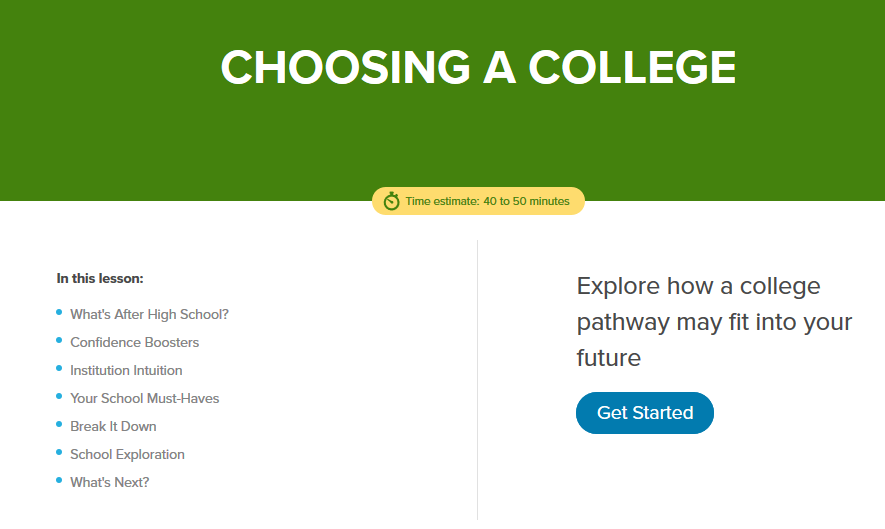 CHOOSING A COLLEGE
Time estimate: 40 to 50 minutes
In this lesson:
What's After High School?
Confidence Boosters
Institution Intuition
Your School Must-Haves
Break It Down
School Exploration
What's Next?
Explore how a college
pathway may fit into your
future
Get Started